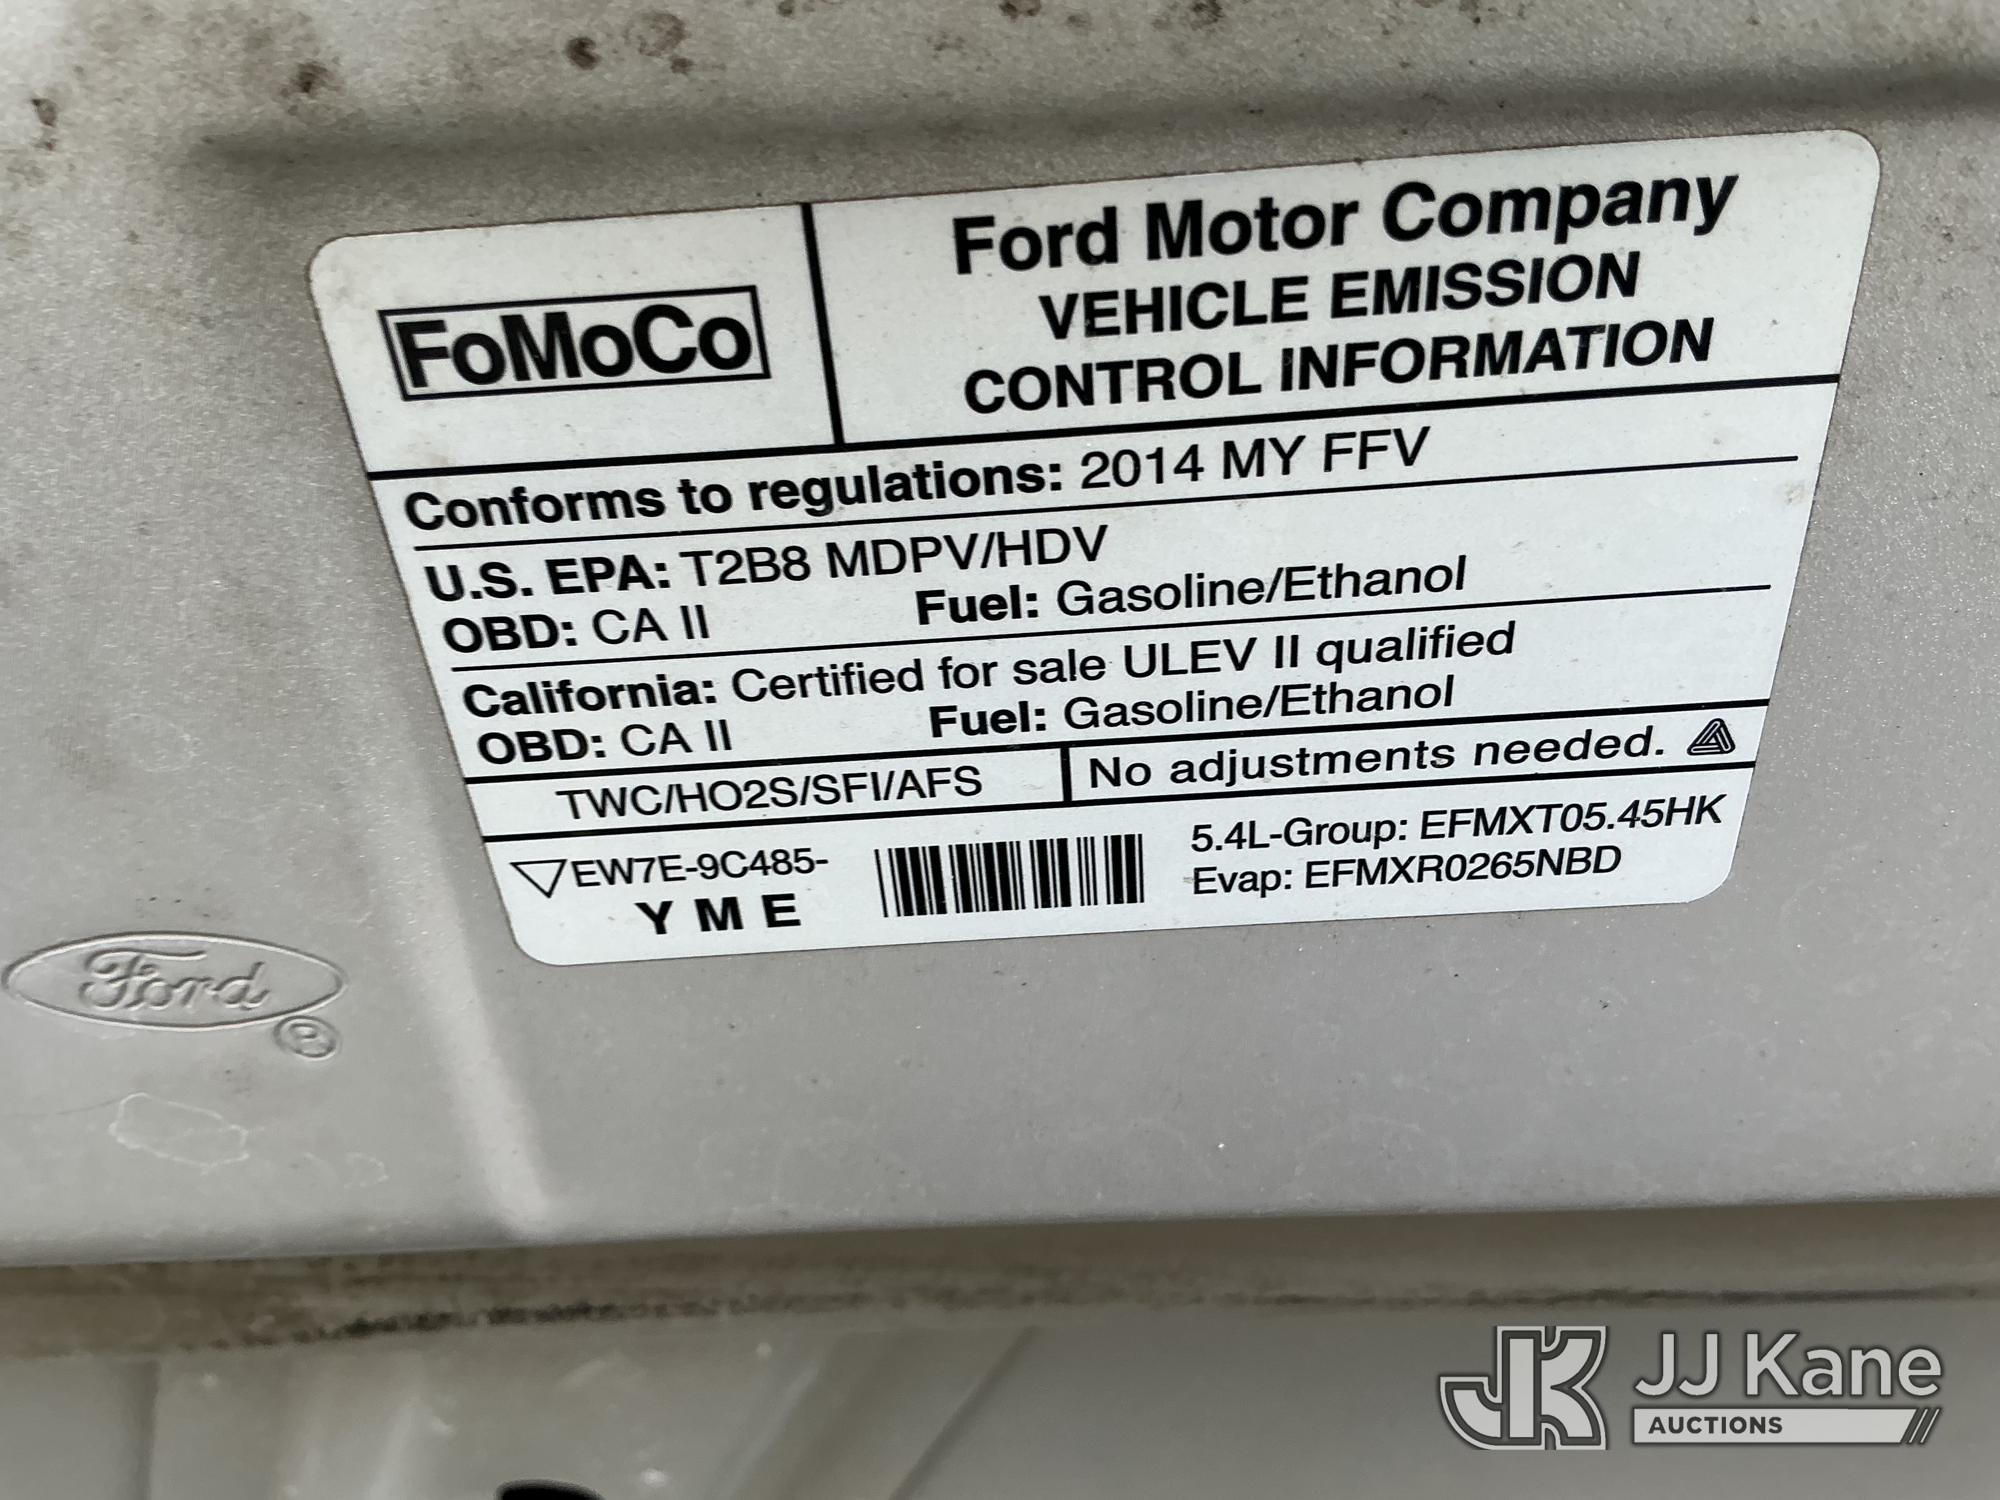 FoMoCo
Ford Motor Company
VEHICLE EMISSION
CONTROL INFORMATION
Conforms to regulations: 2014 MY FFV
U.S. EPA: T2B8 MDPV/HDV
OBD: CA II Fuel: Gasoline/Ethanol
California: Certified for sale ULEV II qualified
OBD: CA II Fuel: Gasoline/Ethanol
TWC/HO2S/SFI/AFS
No adjustments needed.
EW7E-9C485-
Y M E
5.4L-Group: EFMXT05.45HK
Evap: EFMXR0265NBD
Ford
®
JK JJ Kane
AUCTIONS